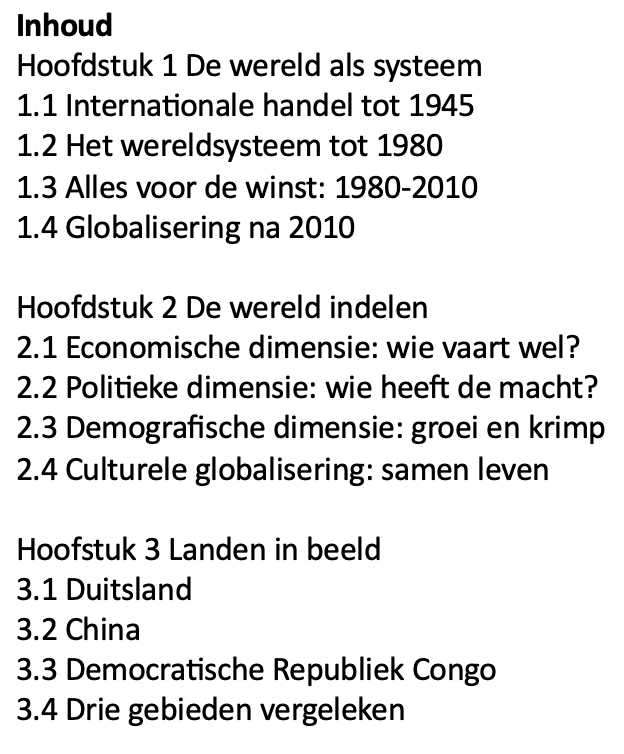 Inhoud
Hoofdstuk 1 De wereld als systeem
1.1 Internationale handel tot 1945
1.2 Het wereldsysteem tot 1980
1.3 Alles voor de winst: 1980-2010
1.4 Globalisering na 2010
Hoofdstuk 2 De wereld indelen
2.1 Economische dimensie: wie vaart wel?
2.2 Politieke dimensie: wie heeft de macht?
2.3 Demografische dimensie: groei en krimp
2.4 Culturele globalisering: samen leven
Hoofstuk 3 Landen in beeld
3.1 Duitsland
3.2 China
3.3 Democratische Republiek Congo
3.4 Drie gebieden vergeleken